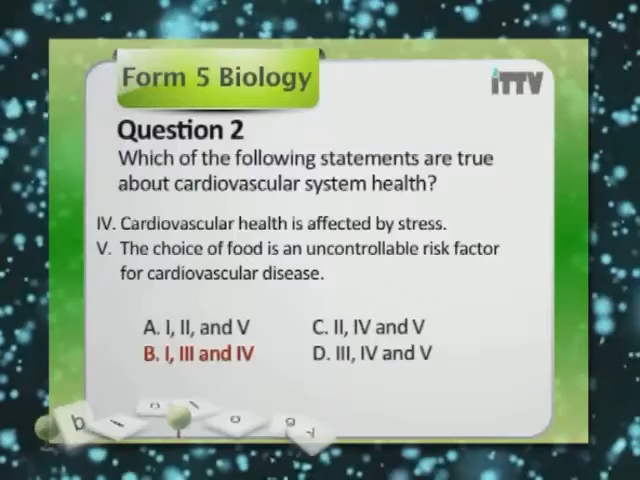 Form 5 Biology
iTTV
Question 2
Which of the following statements are true
about cardiovascular system health?
IV. Cardiovascular health is affected by stress.
V. The choice of food is an uncontrollable risk factor
for cardiovascular disease.
A. I, II, and V
C. II, IV and V
B. I, III and IV
D. III, IV and V
b i o l o g y